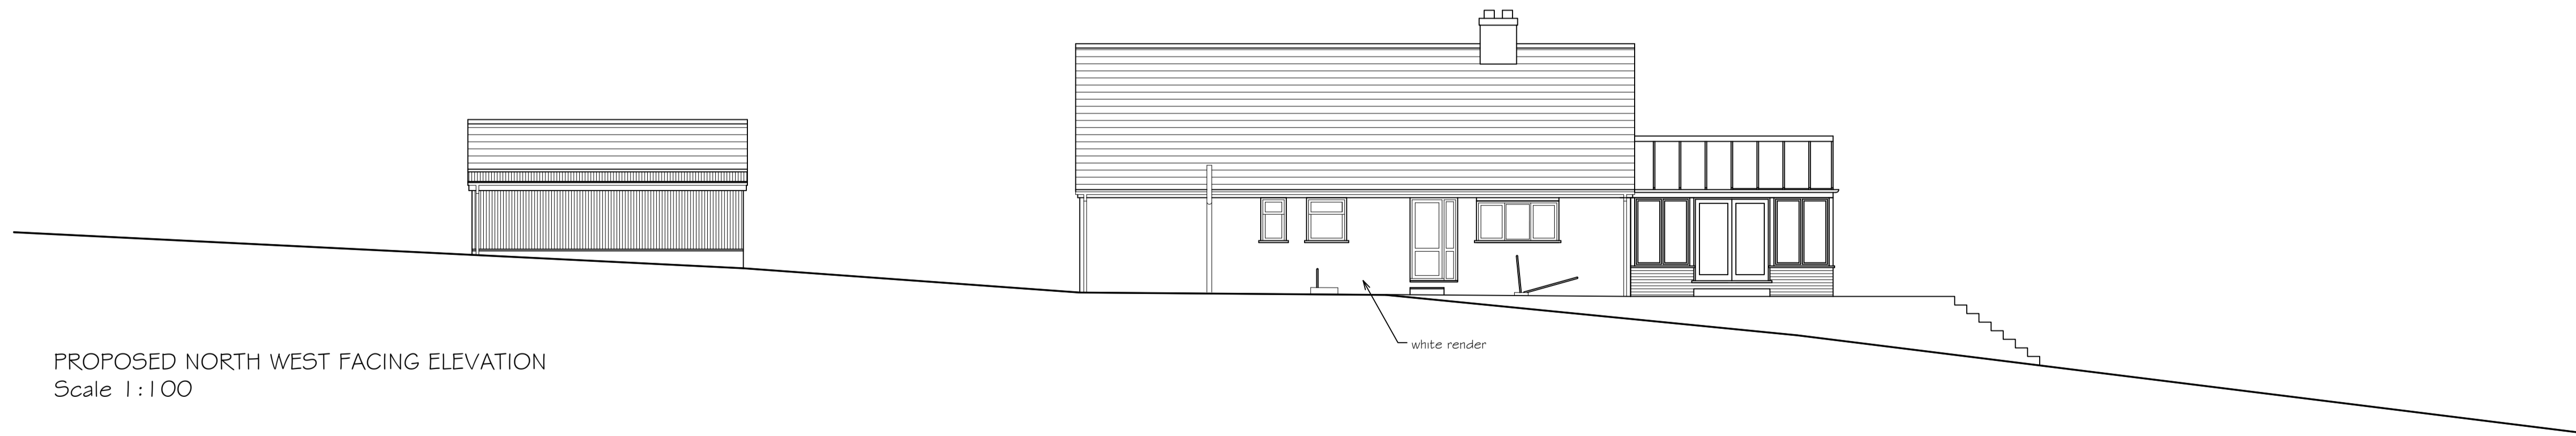 white render
PROPOSED NORTH WEST FACING ELEVATION
Scale 1:100